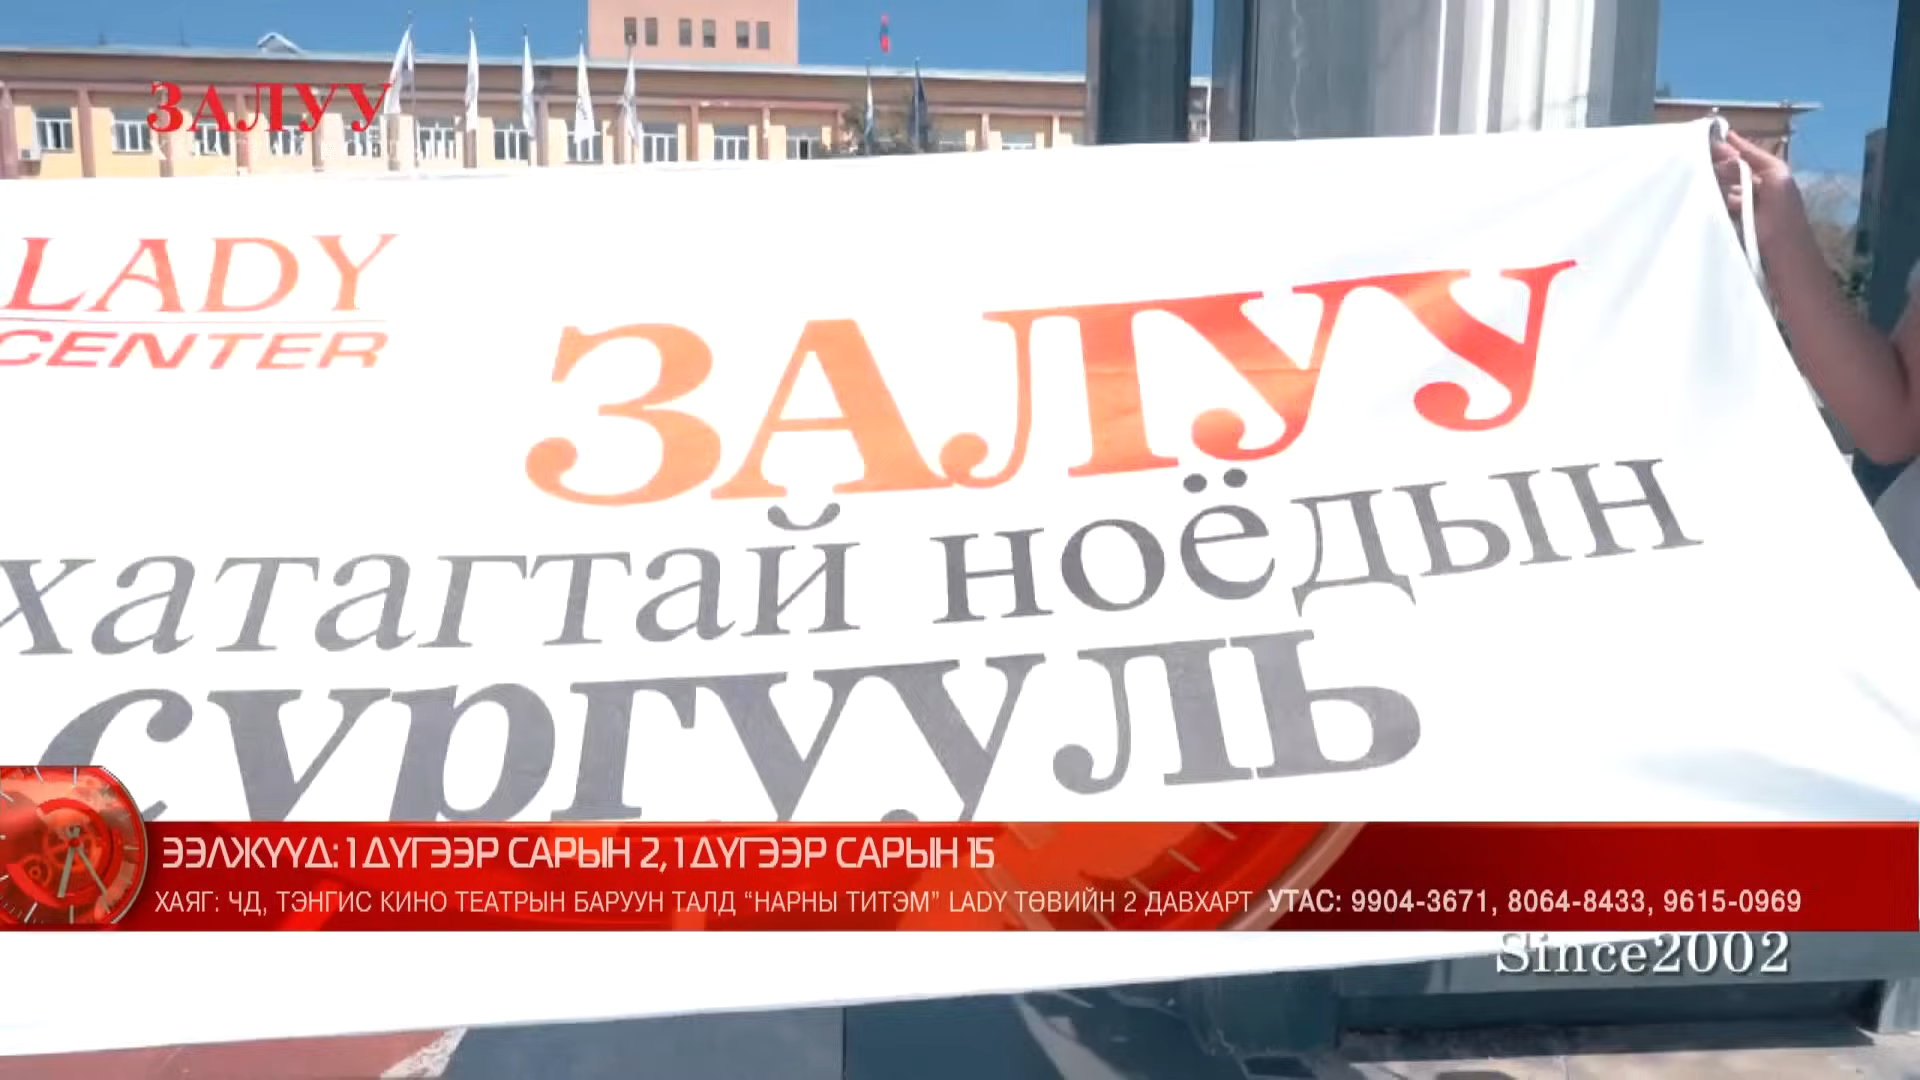 ЗАЛУУ
LADY
CENTER
ЗАЛУУ
хатагтай ноёдын
сургууль
ЭЭЛЖҮҮД: 1 ДҮГЭЭР САРЫН 2, 1 ДҮГЭЭР САРЫН 15
ХАЯГ: ЧД, ТЭНГИС КИНО ТЕАТРЫН БАРУУН ТАЛД “НАРНЫ ТИТЭМ” LADY ТӨВИЙН 2 ДАВХАРТ УТАС: 9904-3671, 8064-8433, 9615-0969
Since2002